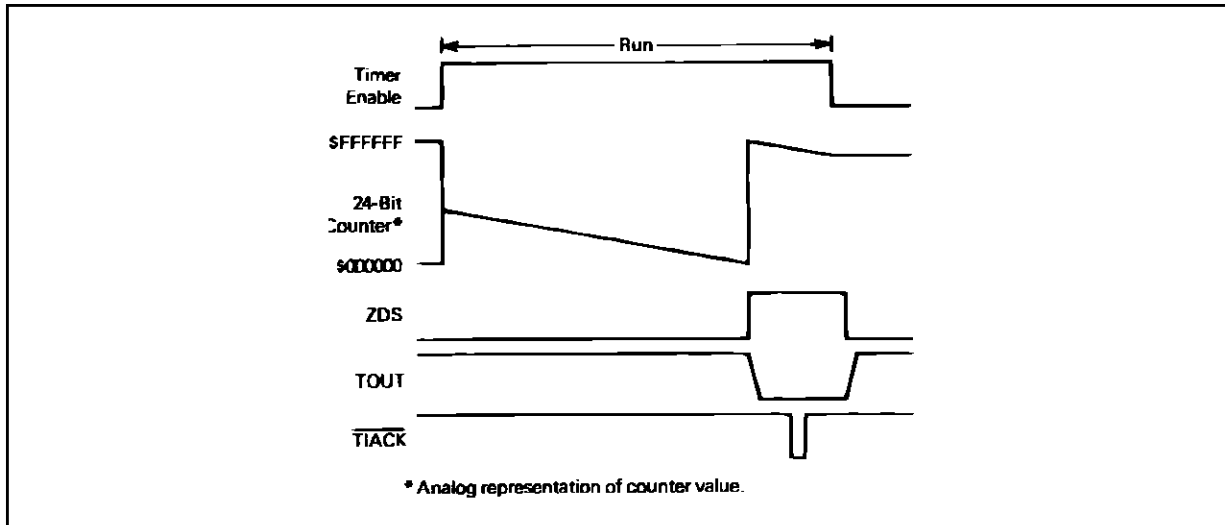 Run
Timer
Enable
$FFFFFF
24-Bit
Counter*
$000000
ZDS
TOUT
TIACK
* Analog representation of counter value.